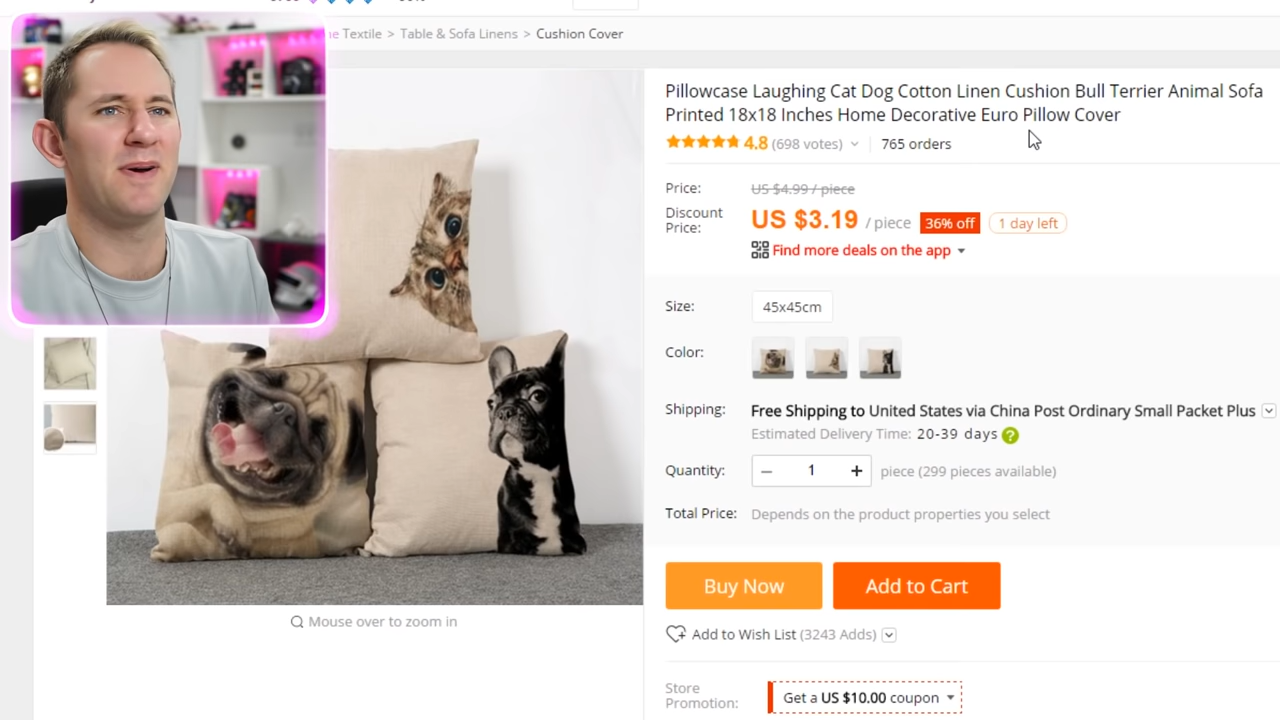 Textile > Table & Sofa Linens > Cushion Cover
Pillowcase Laughing Cat Dog Cotton Linen Cushion Bull Terrier Animal Sofa
Printed 18x18 Inches Home Decorative Euro Pillow Cover
4.8 (698 votes) 765 orders
Price: US $4.99 / piece
Discount Price: US $3.19 / piece 36% off 1 day left
Find more deals on the app
Size: 45x45cm
Color:
Shipping: Free Shipping to United States via China Post Ordinary Small Packet Plus
Estimated Delivery Time: 20-39 days ?
Quantity: − 1 + piece (299 pieces available)
Total Price: Depends on the product properties you select
Buy Now Add to Cart
Mouse over to zoom in
Add to Wish List (3243 Adds)
Store Promotion: Get a US $10.00 coupon